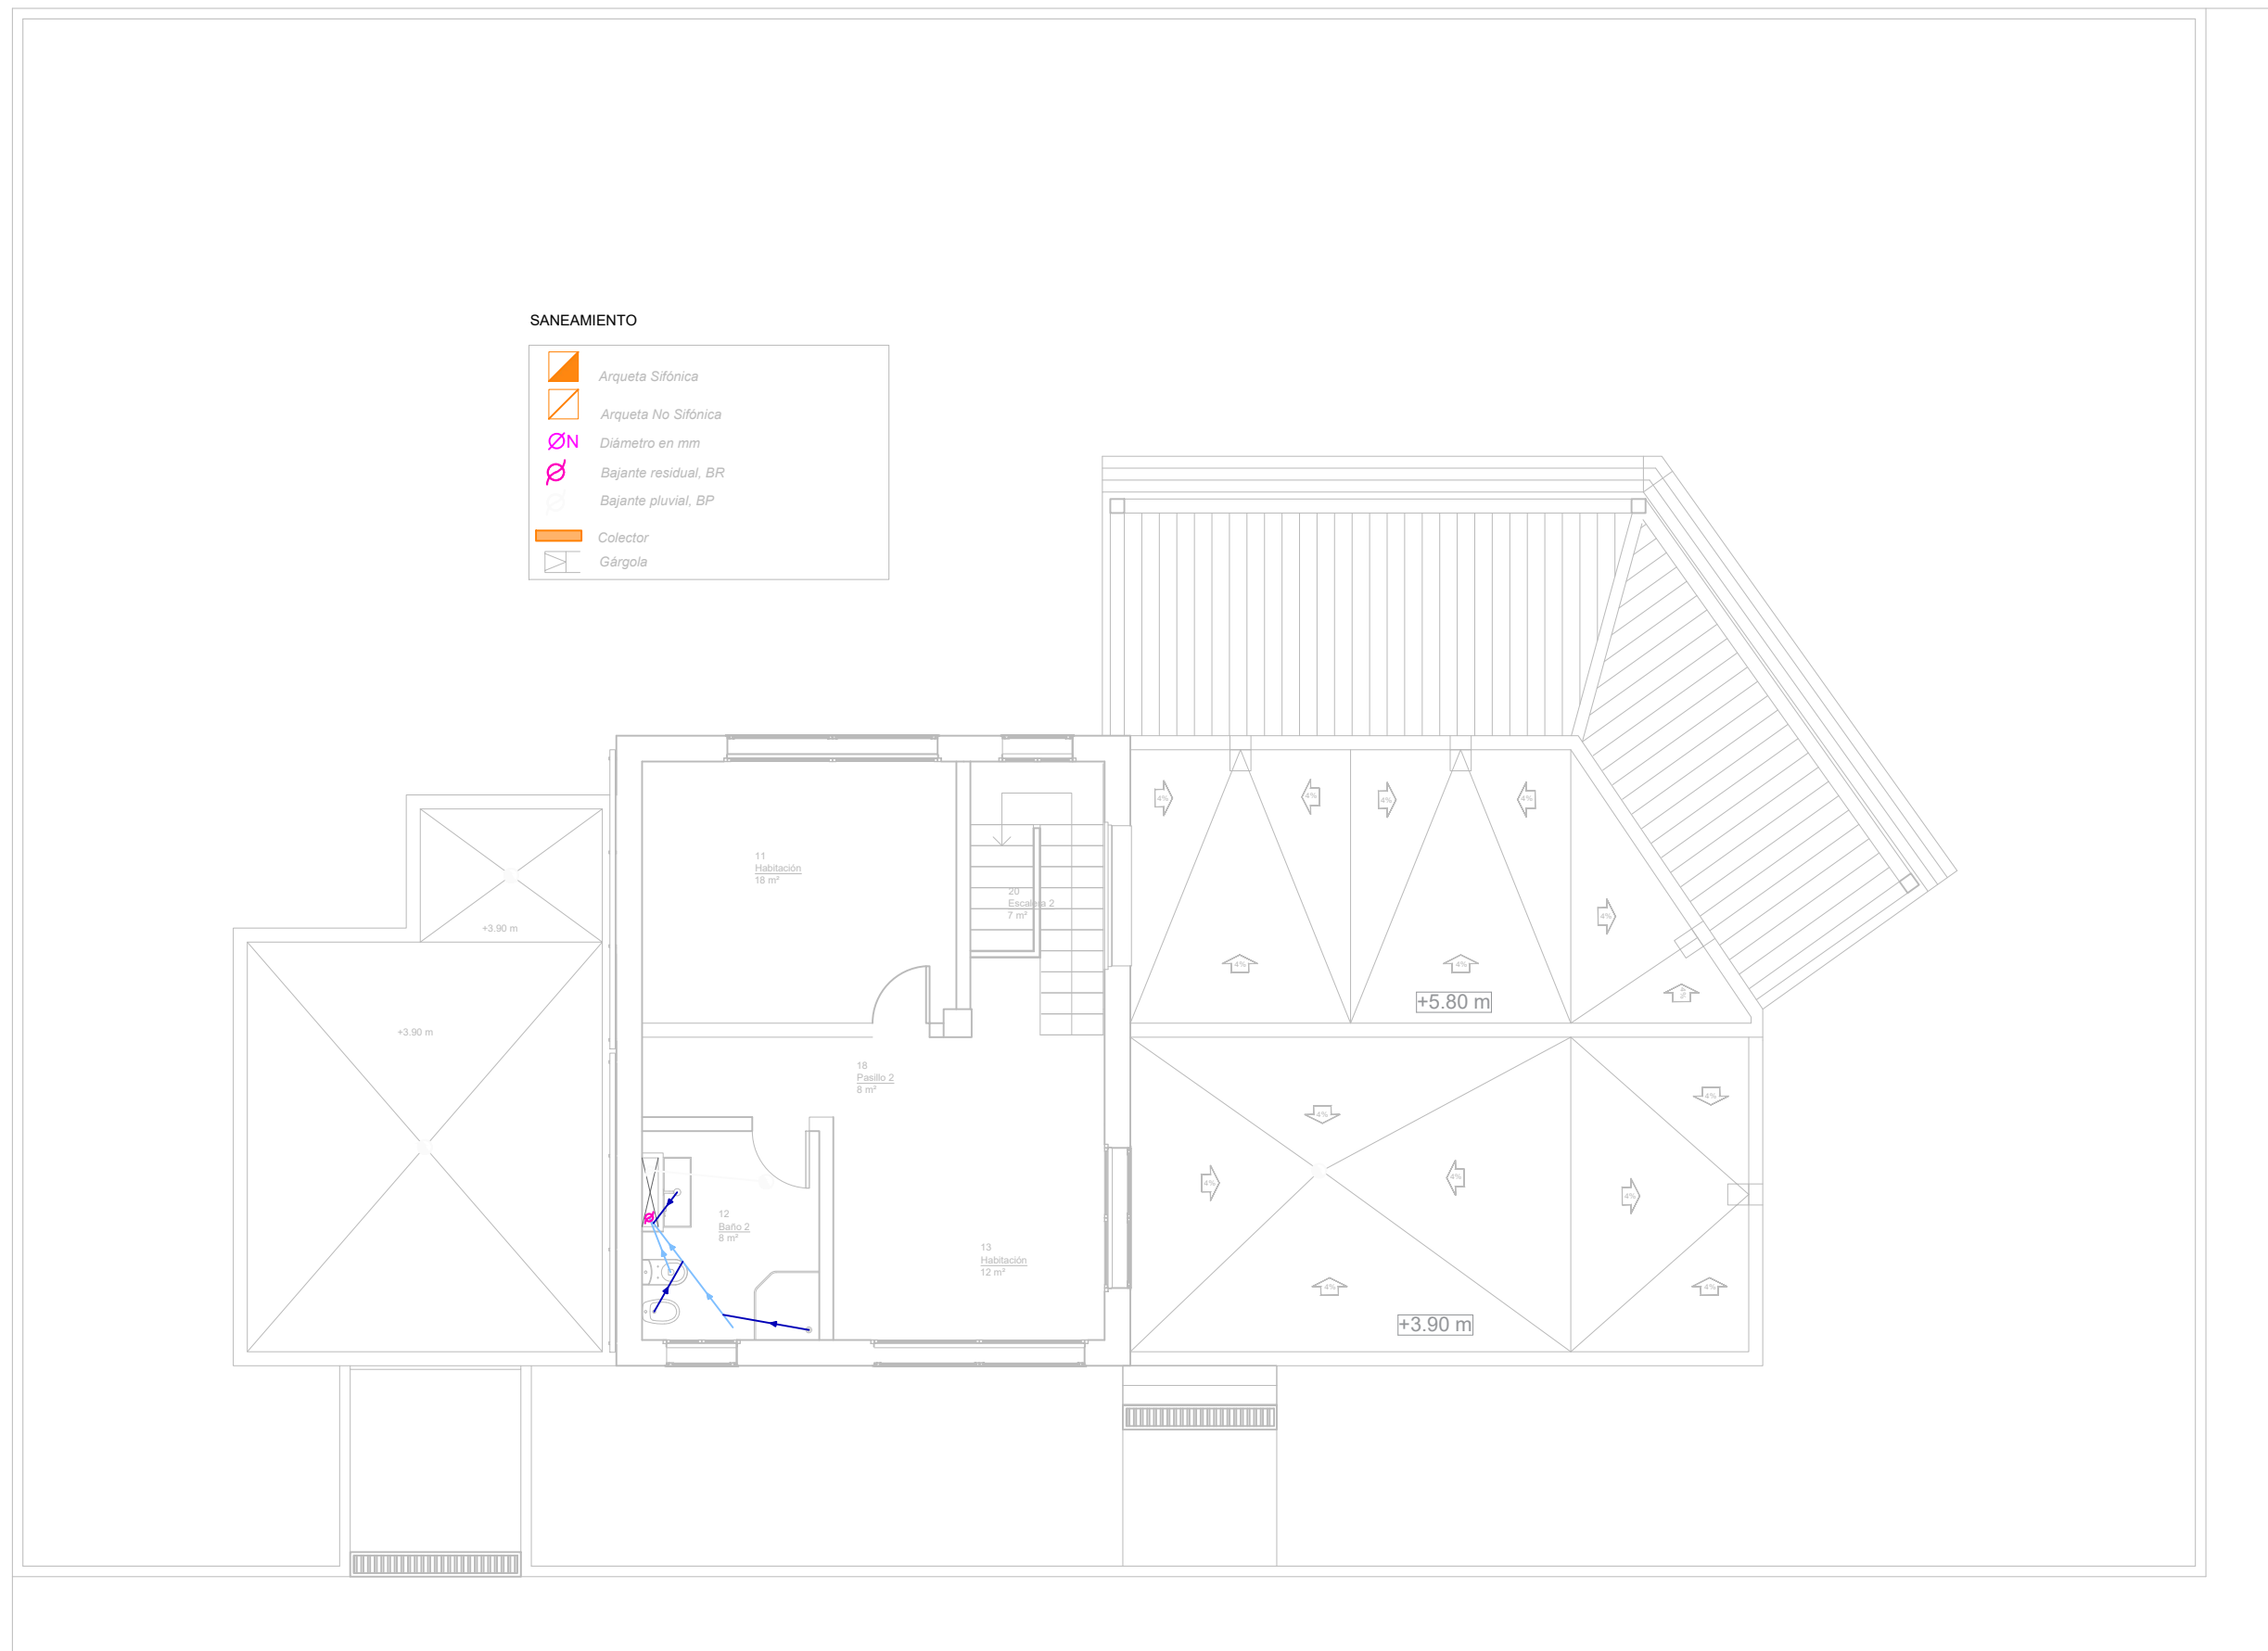 SANEAMIENTO
Arqueta Sifónica
Arqueta No Sifónica
ØN Diámetro en mm
Bajante residual, BR
Bajante pluvial, BP
Colector
Gárgola
4%
4%
4%
4%
11
Habitación
18 m²
20
Escalera 2
7 m²
4%
+3.90 m
4%
4%
4%
+5.80 m
+3.90 m
18
Pasillo 2
8 m²
4%
4%
4%
4%
4%
12
Baño 2
8 m²
13
Habitación
12 m²
4%
4%
+3.90 m